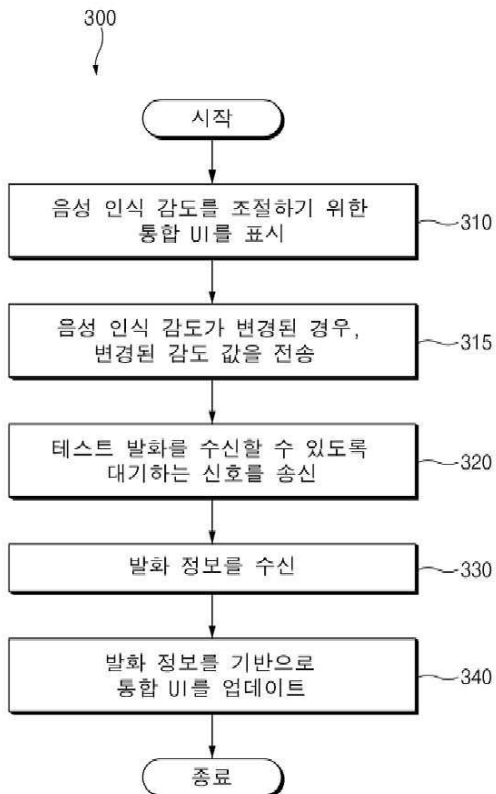 300
시작
음성 인식 감도를 조절하기 위한
통합 UI를 표시
310
음성 인식 감도가 변경된 경우,
변경된 감도 값을 전송
315
테스트 발화를 수신할 수 있도록
대기하는 신호를 송신
320
발화 정보를 수신
330
발화 정보를 기반으로
통합 UI를 업데이트
340
종료